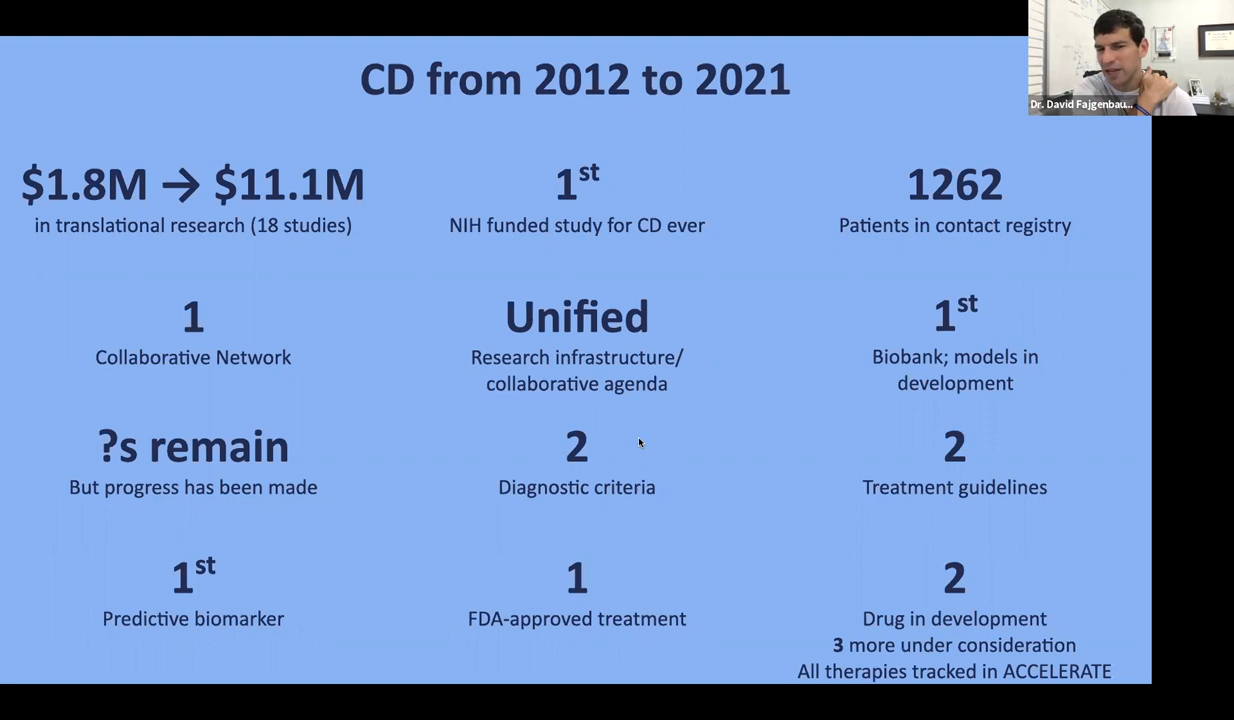 CD from 2012 to 2021
Dr. David Fajgenbau...
$1.8M → $11.1M
in translational research (18 studies)
1st
NIH funded study for CD ever
1262
Patients in contact registry
1
Collaborative Network
Unified
Research infrastructure/
collaborative agenda
1st
Biobank; models in
development
?s remain
But progress has been made
2
Diagnostic criteria
2
Treatment guidelines
1st
Predictive biomarker
1
FDA-approved treatment
2
Drug in development
3 more under consideration
All therapies tracked in ACCELERATE